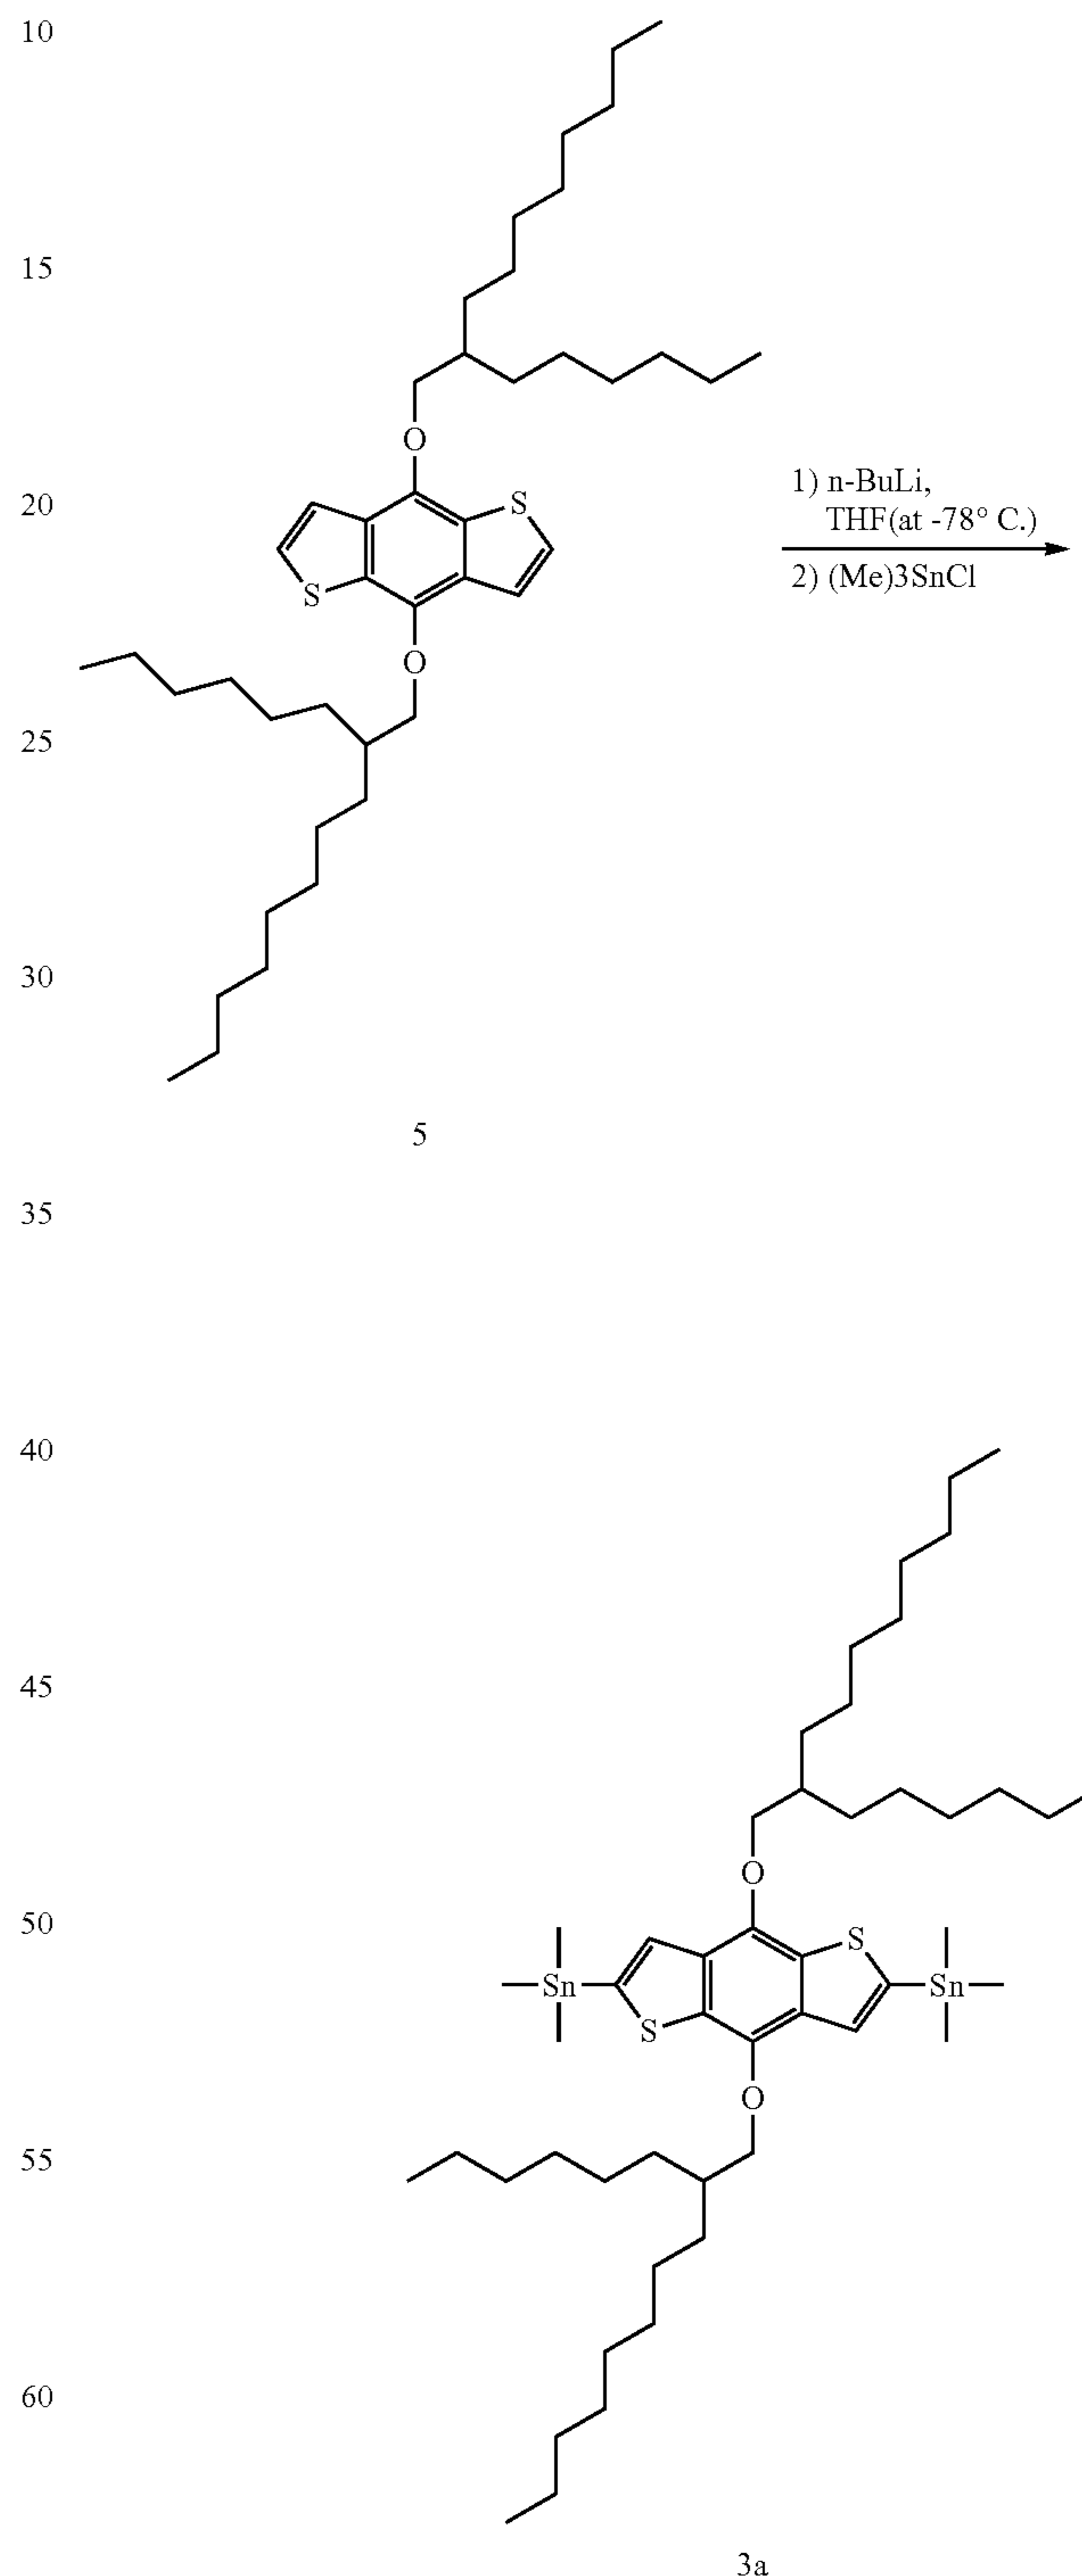 10
15
O
20
S
S
1) n-BuLi,
THF(at -78° C.)
2) (Me)3SnCl
O
25
30
5
35
40
45
O
50
S
Sn
Sn
S
O
55
60
3a